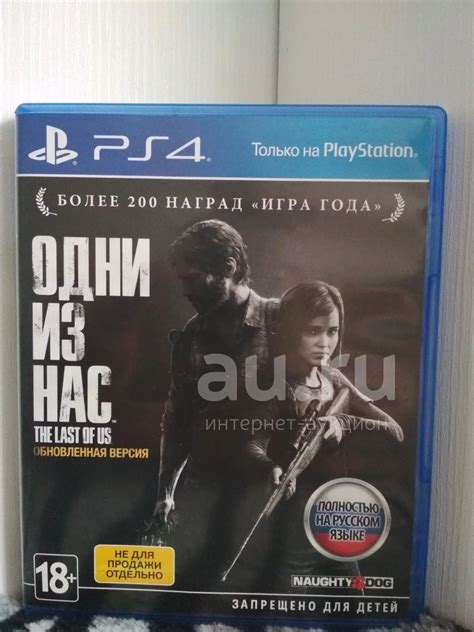 PS4
Только на PlayStation®
БОЛЕЕ 200 НАГРАД «ИГРА ГОДА»
ОДНИ
ИЗ
НАС
THE LAST OF US
ОБНОВЛЕННАЯ ВЕРСИЯ
au.ru
интернет-аукцион
ПОЛНОСТЬЮ
НА РУССКОМ
ЯЗЫКЕ
НЕ ДЛЯ
ПРОДАЖИ
ОТДЕЛЬНО
18+
NAUGHTY DOG
ЗАПРЕЩЕНО ДЛЯ ДЕТЕЙ